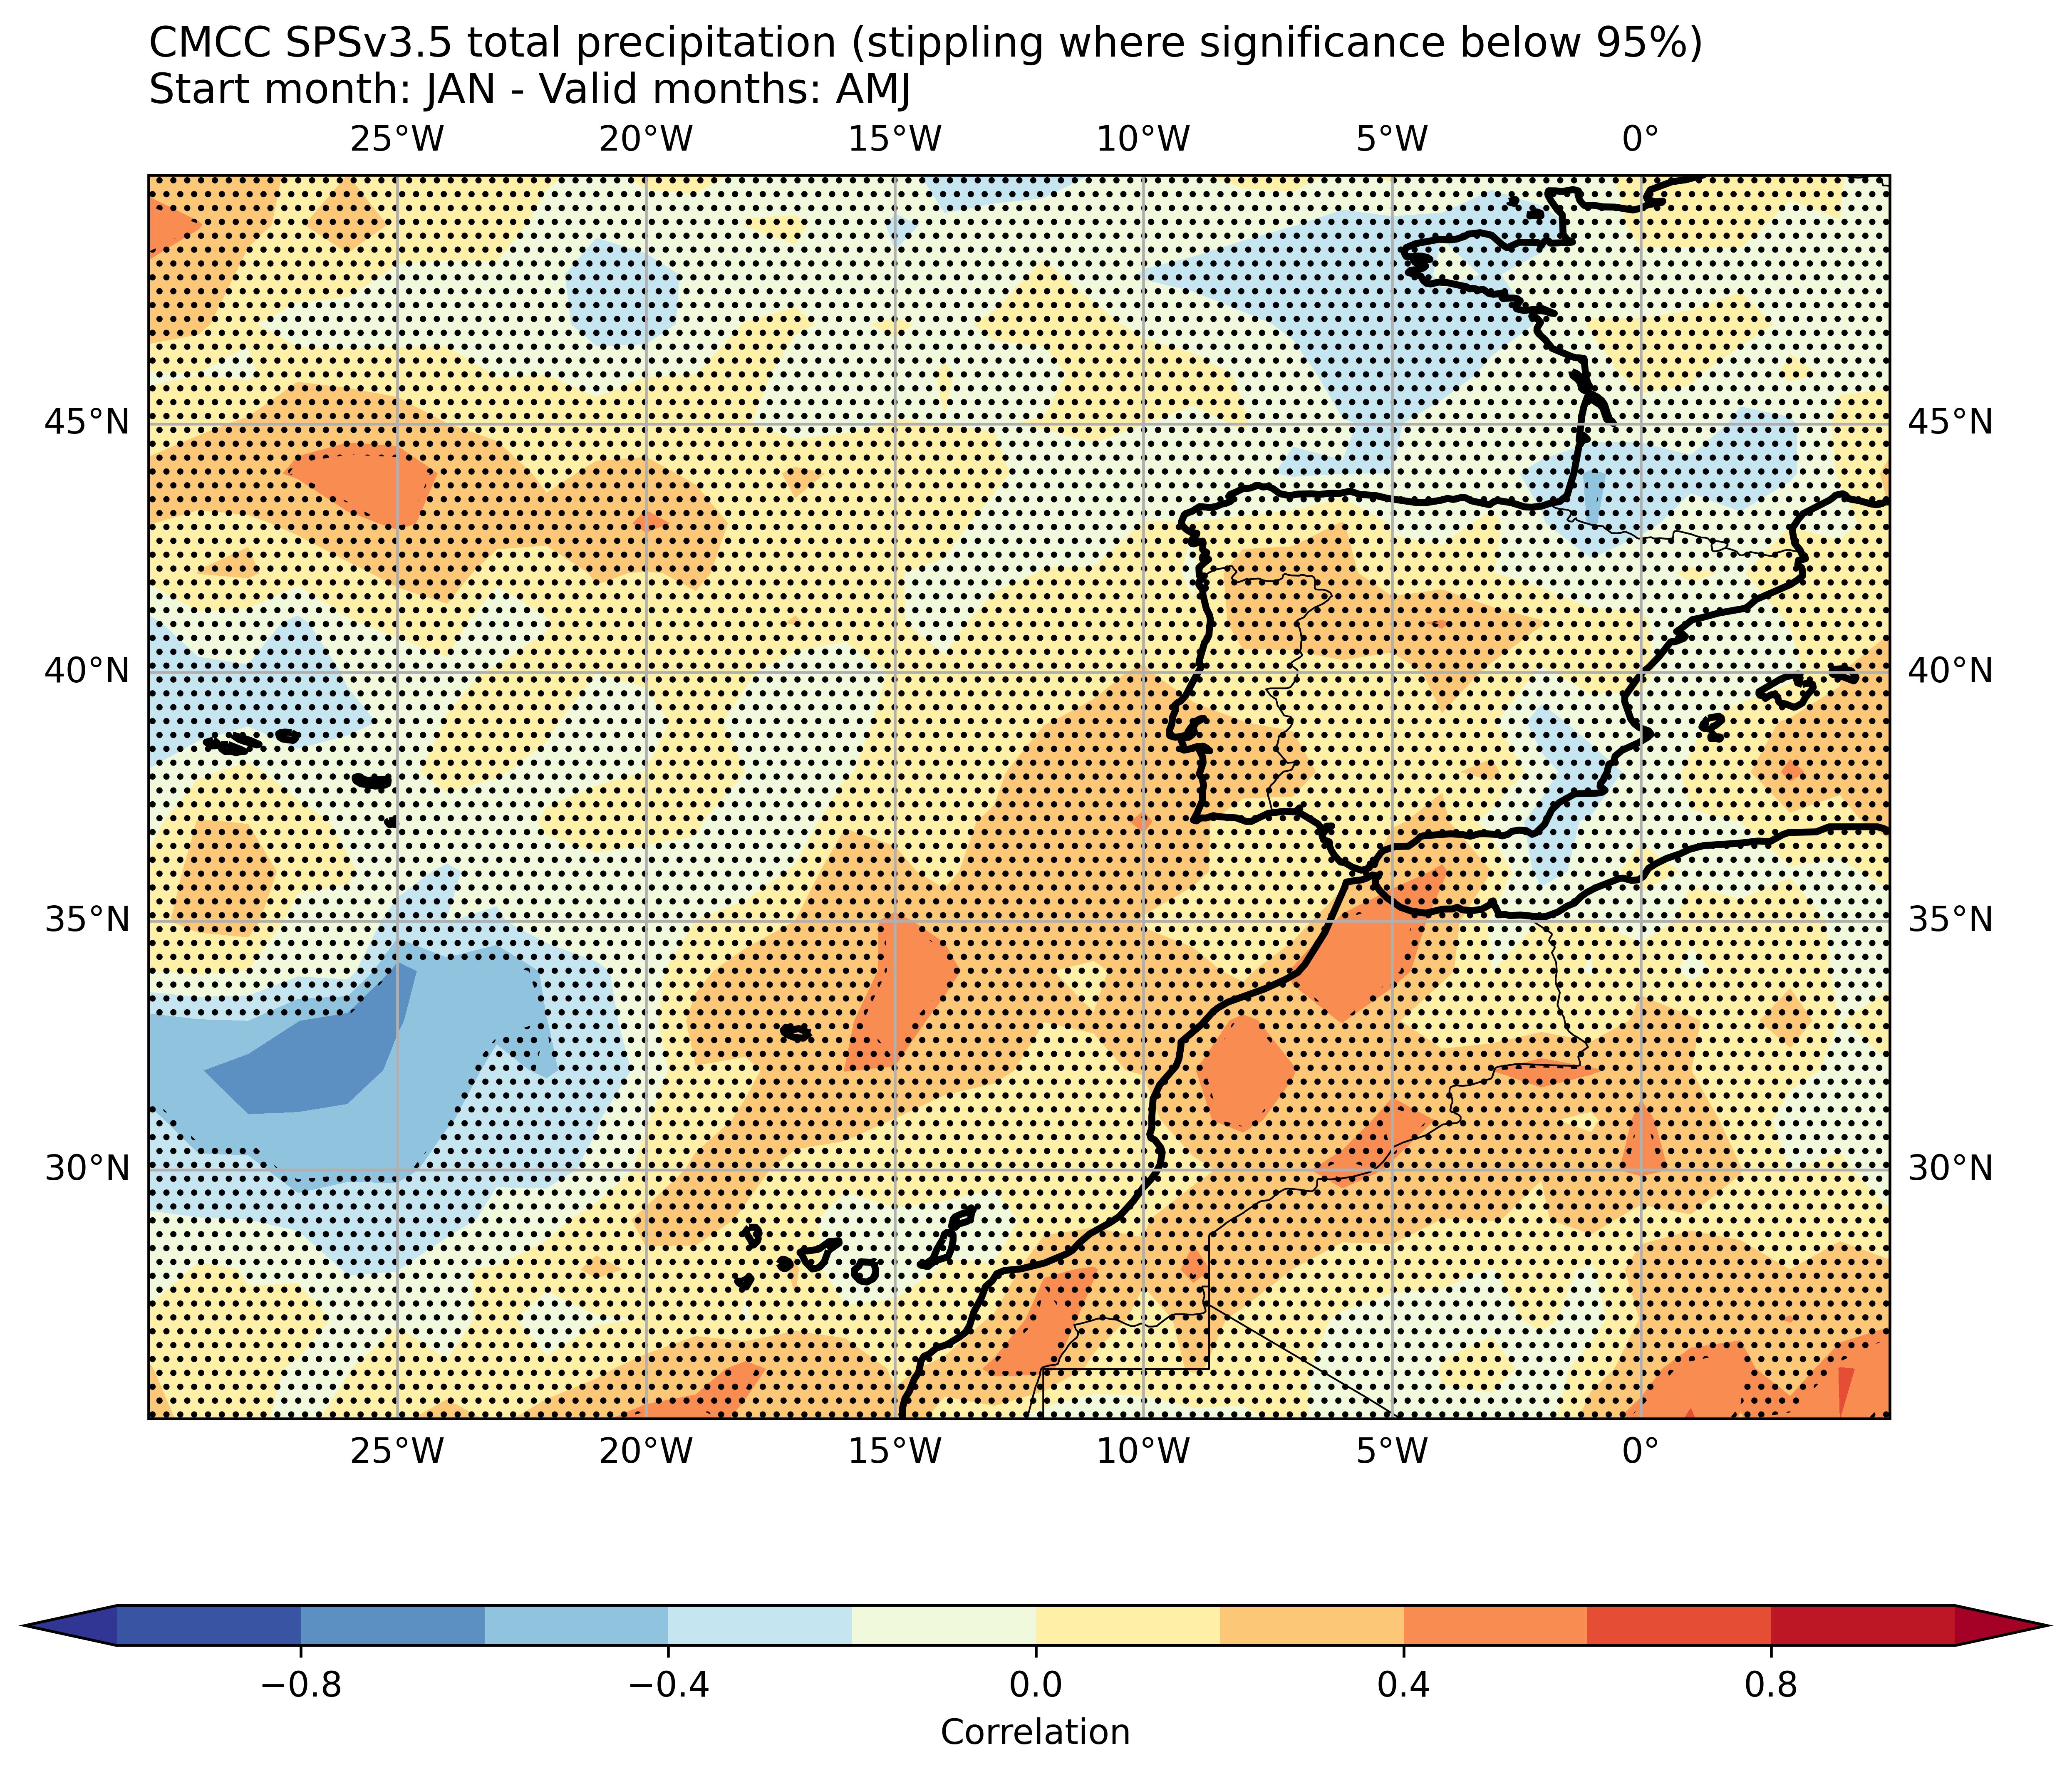 CMCC SPSv3.5 total precipitation (stippling where significance below 95%)
Start month: JAN - Valid months: AMJ
25°W 20°W 15°W 10°W 5°W 0°
45°N 45°N
40°N 40°N
35°N 35°N
30°N 30°N
25°W 20°W 15°W 10°W 5°W 0°
−0.8 −0.4 0.0 0.4 0.8
Correlation